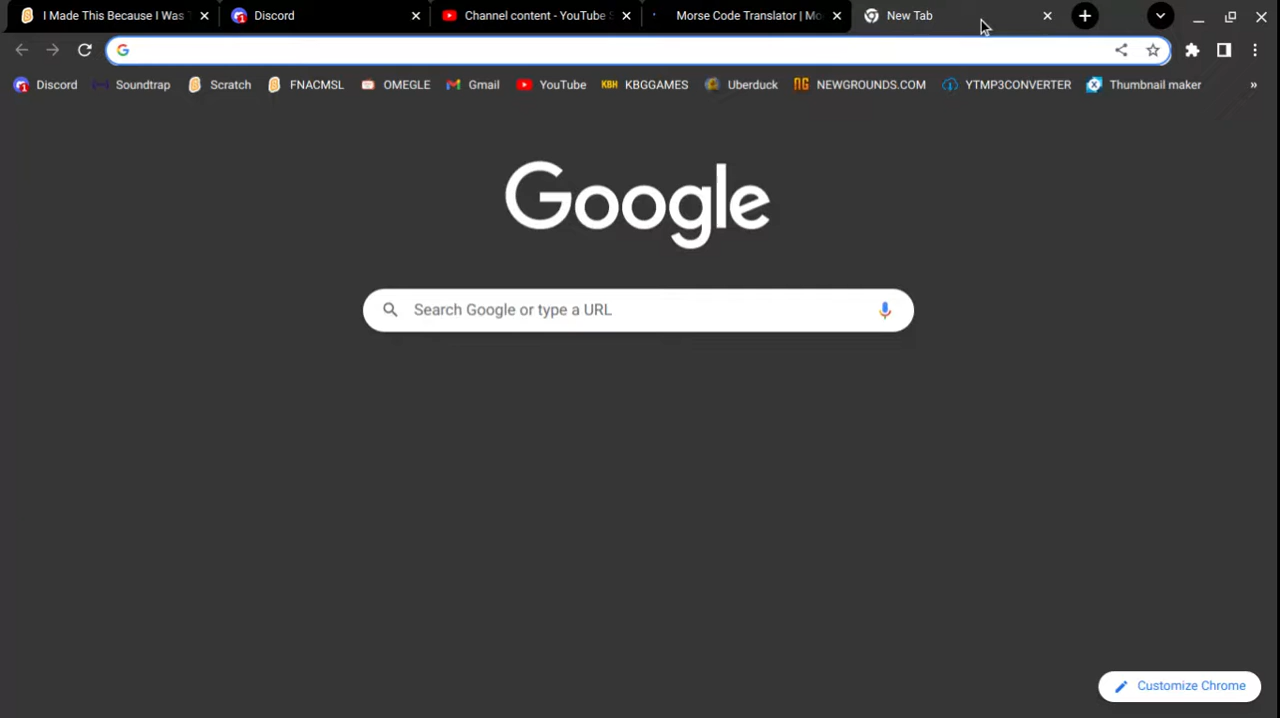 I Made This Because I Was Discord Channel content - YouTube S Morse Code Translator | Mo New Tab
Discord Soundtrap Scratch FNACMSL OMEGLE Gmail YouTube KBH KBGGAMES Uberduck NG NEWGROUNDS.COM YTMP3CONVERTER Thumbnail maker »
Google
Search Google or type a URL
Customize Chrome